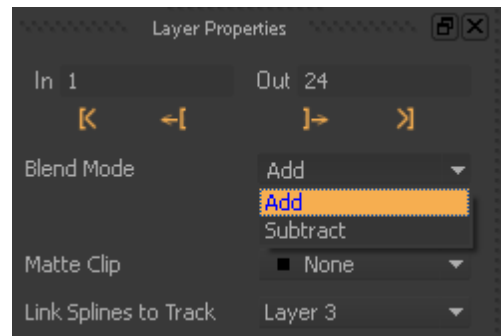 Layer Properties
In 1 Out 24
Blend Mode Add
Add
Subtract
Matte Clip None
Link Splines to Track Layer 3